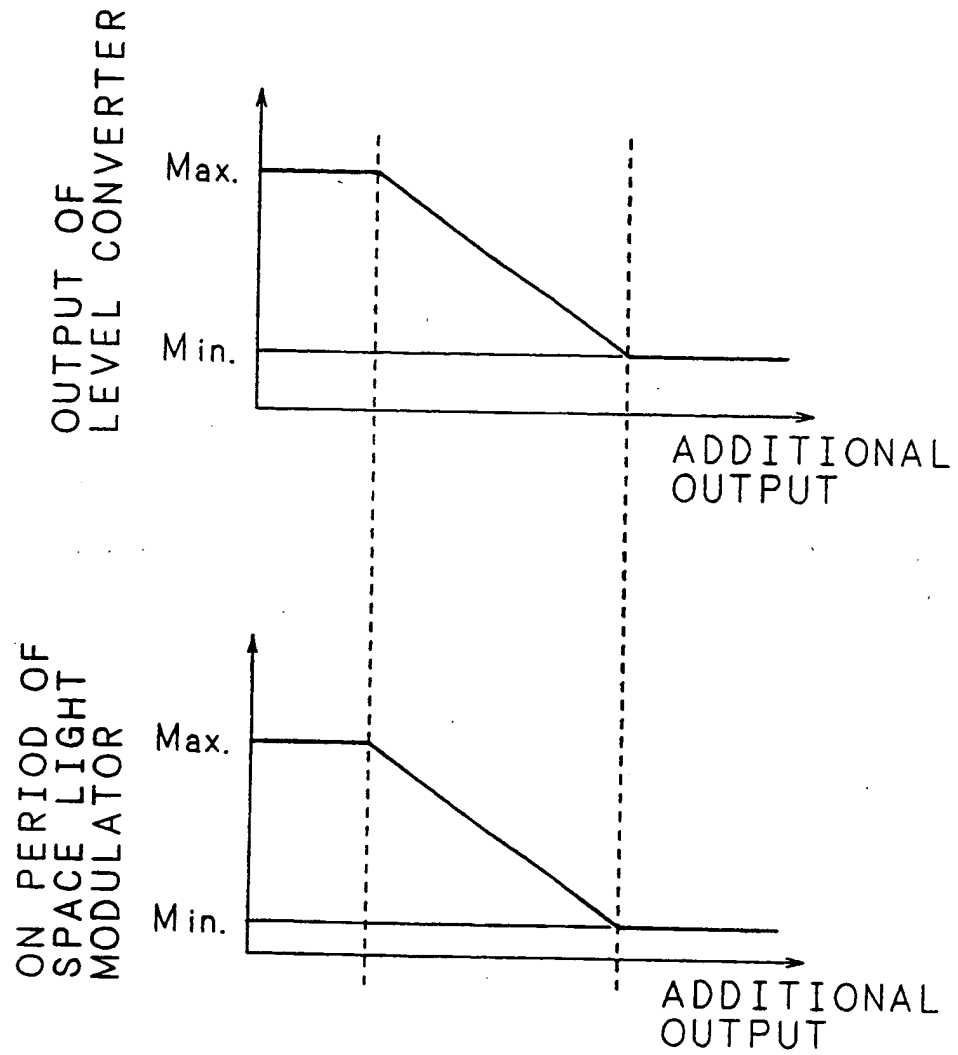 OUTPUT OF
LEVEL CONVERTER
Max.
Min.
ADDITIONAL
OUTPUT
ON PERIOD OF
SPACE LIGHT
MODULATOR
Max.
Min.
ADDITIONAL
OUTPUT